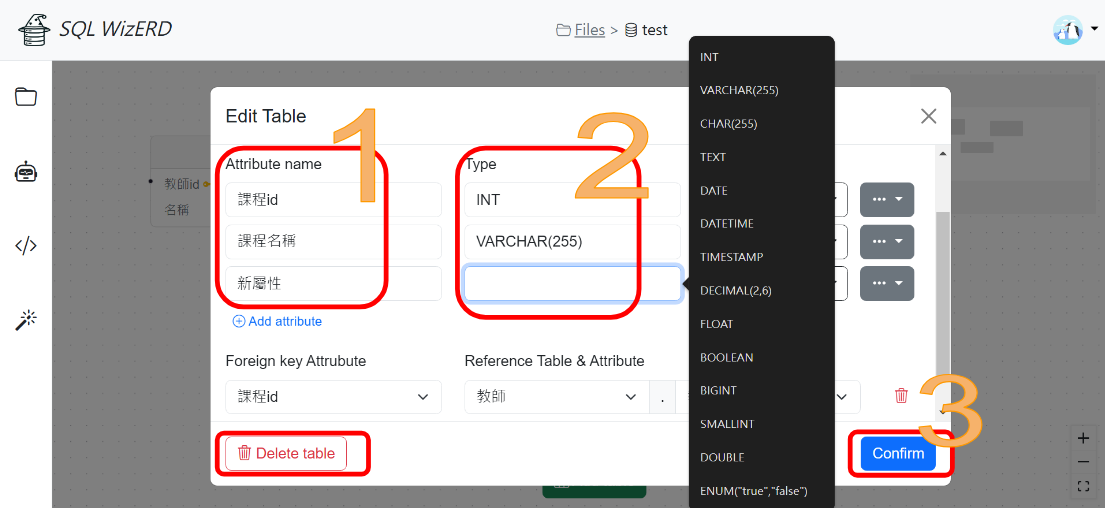 SQL WizERD
Files > test
Edit Table
1
2
Attribute name
Type
課程id
INT
課程名稱
VARCHAR(255)
新屬性
Add attribute
教師id
名稱
INT
VARCHAR(255)
CHAR(255)
TEXT
DATE
DATETIME
TIMESTAMP
DECIMAL(2,6)
FLOAT
BOOLEAN
BIGINT
SMALLINT
DOUBLE
ENUM("true","false")
Foreign key Attrubute
Reference Table & Attribute
課程id
教師
.
3
Delete table
Confirm